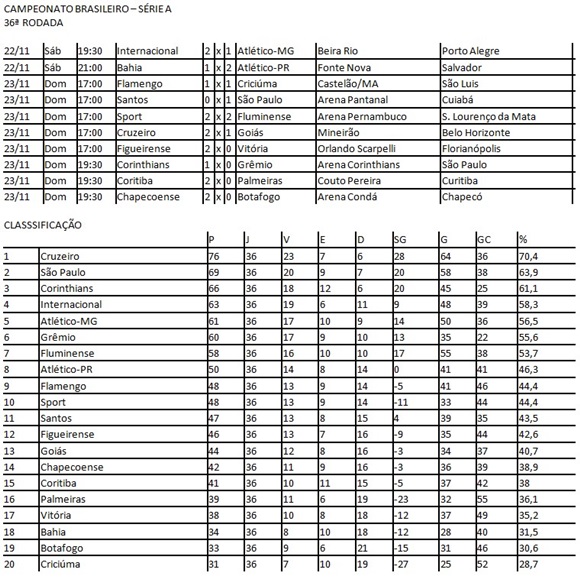 CAMPEONATO BRASILEIRO – SÉRIE A
36ª RODADA
22/11 Sáb 19:30 Internacional 2 x 1 Atlético-MG Beira Rio Porto Alegre
22/11 Sáb 21:00 Bahia 1 x 2 Atlético-PR Fonte Nova Salvador
23/11 Dom 17:00 Flamengo 1 x 1 Criciúma Castelão/MA São Luis
23/11 Dom 17:00 Santos 0 x 1 São Paulo Arena Pantanal Cuiabá
23/11 Dom 17:00 Sport 2 x 2 Fluminense Arena Pernambuco S. Lourenço da Mata
23/11 Dom 17:00 Cruzeiro 2 x 1 Goiás Mineirão Belo Horizonte
23/11 Dom 17:00 Figueirense 2 x 0 Vitória Orlando Scarpelli Florianópolis
23/11 Dom 19:30 Corinthians 1 x 0 Grêmio Arena Corinthians São Paulo
23/11 Dom 19:30 Coritiba 2 x 0 Palmeiras Couto Pereira Curitiba
23/11 Dom 19:30 Chapecoense 2 x 0 Botafogo Arena Condá Chapecó
CLASSSIFICAÇÃO
P J V E D SG G GC %
1 Cruzeiro 76 36 23 7 6 28 64 36 70,4
2 São Paulo 69 36 20 9 7 20 58 38 63,9
3 Corinthians 66 36 18 12 6 20 45 25 61,1
4 Internacional 63 36 19 6 11 9 48 39 58,3
5 Atlético-MG 61 36 17 10 9 14 50 36 56,5
6 Grêmio 60 36 17 9 10 13 35 22 55,6
7 Fluminense 58 36 16 10 10 17 55 38 53,7
8 Atlético-PR 50 36 14 8 14 0 41 41 46,3
9 Flamengo 48 36 13 9 14 -5 41 46 44,4
10 Sport 48 36 13 9 14 -11 33 44 44,4
11 Santos 47 36 13 8 15 4 39 35 43,5
12 Figueirense 46 36 13 7 16 -9 35 44 42,6
13 Goiás 44 36 12 8 16 -3 34 37 40,7
14 Chapecoense 42 36 11 9 16 -3 36 39 38,9
15 Coritiba 41 36 10 11 15 -5 37 42 38
16 Palmeiras 39 36 11 6 19 -23 32 55 36,1
17 Vitória 38 36 10 8 18 -12 37 49 35,2
18 Bahia 34 36 8 10 18 -12 28 40 31,5
19 Botafogo 33 36 9 6 21 -15 31 46 30,6
20 Criciúma 31 36 7 10 19 -27 25 52 28,7